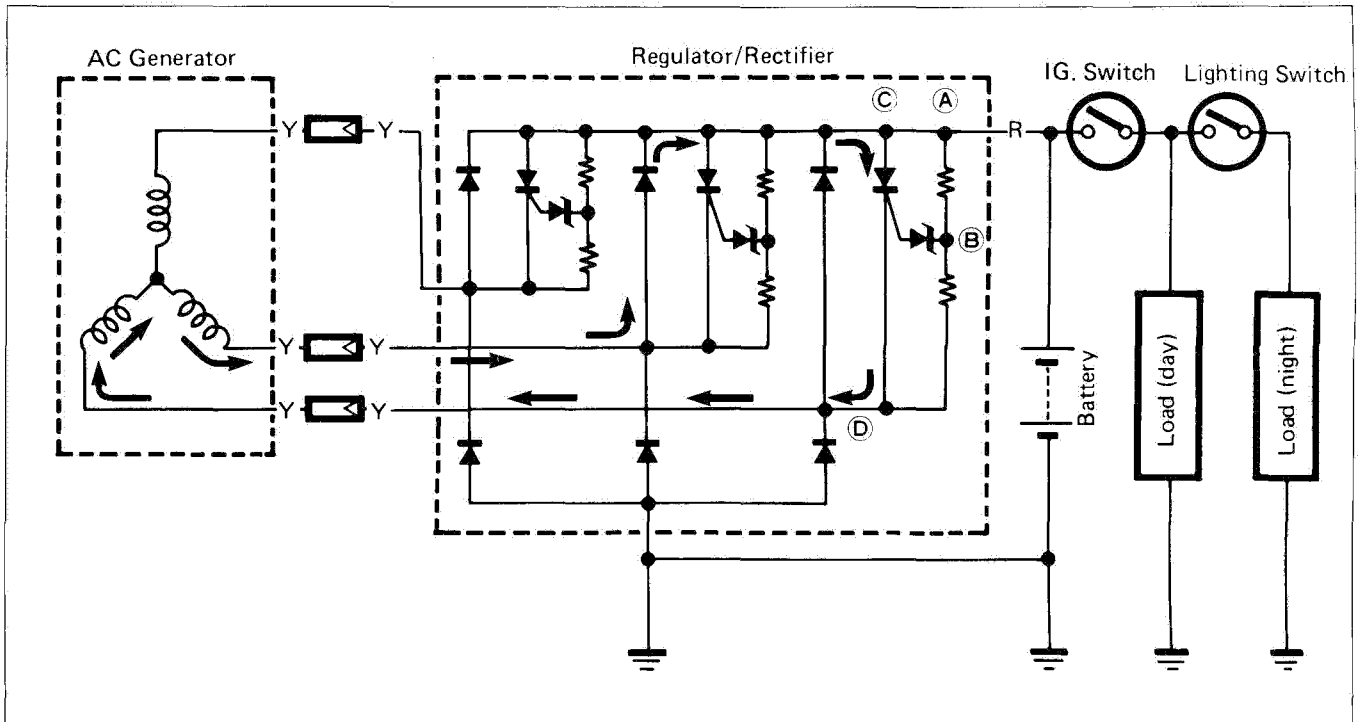 AC Generator
Regulator/Rectifier
IG. Switch
Lighting Switch
C
A
Y Y
R
B
Y Y
Y Y
D
Battery
Load (day)
Load (night)